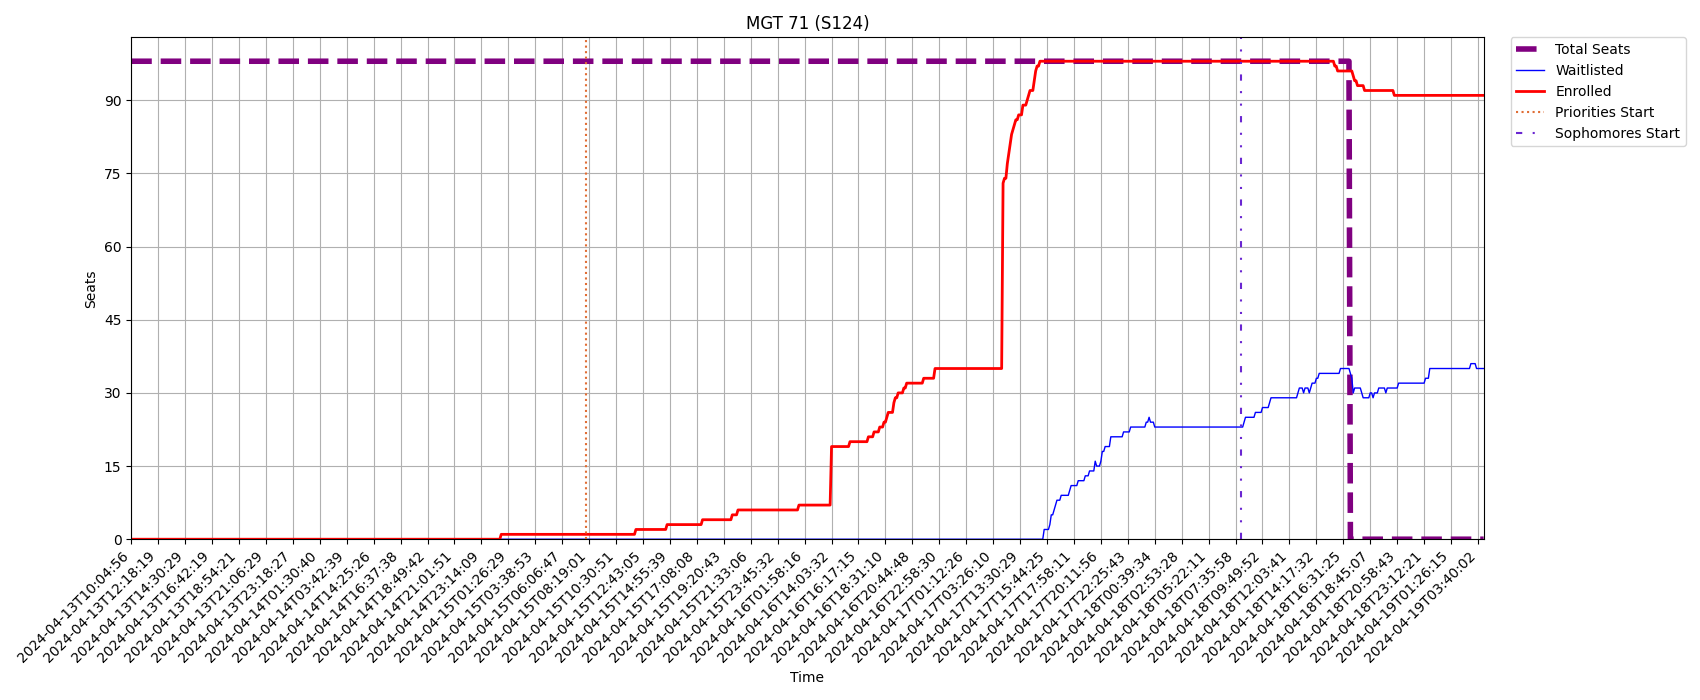 MGT 71 (S124)
Total Seats
Waitlisted
Enrolled
Priorities Start
Sophomores Start
Seats
90
75
60
45
30
15
0
2024-04-13T10:04:56
2024-04-13T12:18:19
2024-04-13T14:30:29
2024-04-13T16:42:19
2024-04-13T18:54:21
2024-04-13T21:06:29
2024-04-13T23:18:27
2024-04-14T01:30:40
2024-04-14T03:42:39
2024-04-14T14:25:26
2024-04-14T16:37:38
2024-04-14T18:49:42
2024-04-14T21:01:51
2024-04-14T23:14:09
2024-04-15T01:26:29
2024-04-15T03:38:53
2024-04-15T06:06:47
2024-04-15T08:19:01
2024-04-15T10:30:51
2024-04-15T12:43:05
2024-04-15T14:55:39
2024-04-15T17:08:08
2024-04-15T19:20:43
2024-04-15T21:33:06
2024-04-15T23:45:32
2024-04-16T01:58:16
2024-04-16T14:03:32
2024-04-16T16:17:15
2024-04-16T18:31:10
2024-04-16T20:44:48
2024-04-16T22:58:30
2024-04-17T01:12:26
2024-04-17T03:26:10
2024-04-17T13:30:29
2024-04-17T15:44:25
2024-04-17T17:58:11
2024-04-17T20:11:56
2024-04-17T22:25:43
2024-04-18T00:39:34
2024-04-18T02:53:28
2024-04-18T05:22:11
2024-04-18T07:35:58
2024-04-18T09:49:52
2024-04-18T12:03:41
2024-04-18T14:17:32
2024-04-18T16:31:25
2024-04-18T18:45:07
2024-04-18T20:58:43
2024-04-18T23:12:21
2024-04-19T01:26:15
2024-04-19T03:40:02
Time